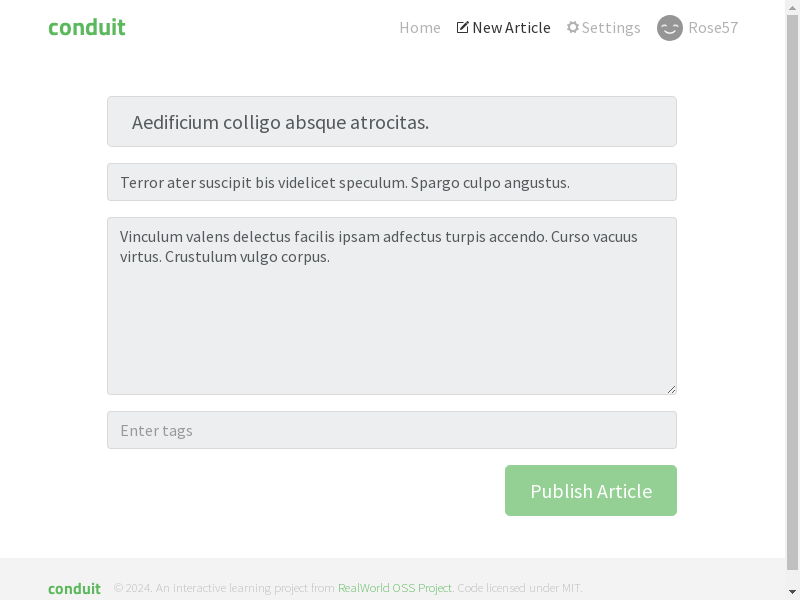 conduit
Home
New Article
Settings
Rose57
Aedificium colligo absque atrocitas.
Terror ater suscipit bis videlicet speculum. Spargo culpo angustus.
Vinculum valens delectus facilis ipsam adfectus turpis accendo. Curso vacuus
virtus. Crustulum vulgo corpus.
Enter tags
Publish Article
conduit © 2024. An interactive learning project from RealWorld OSS Project. Code licensed under MIT.